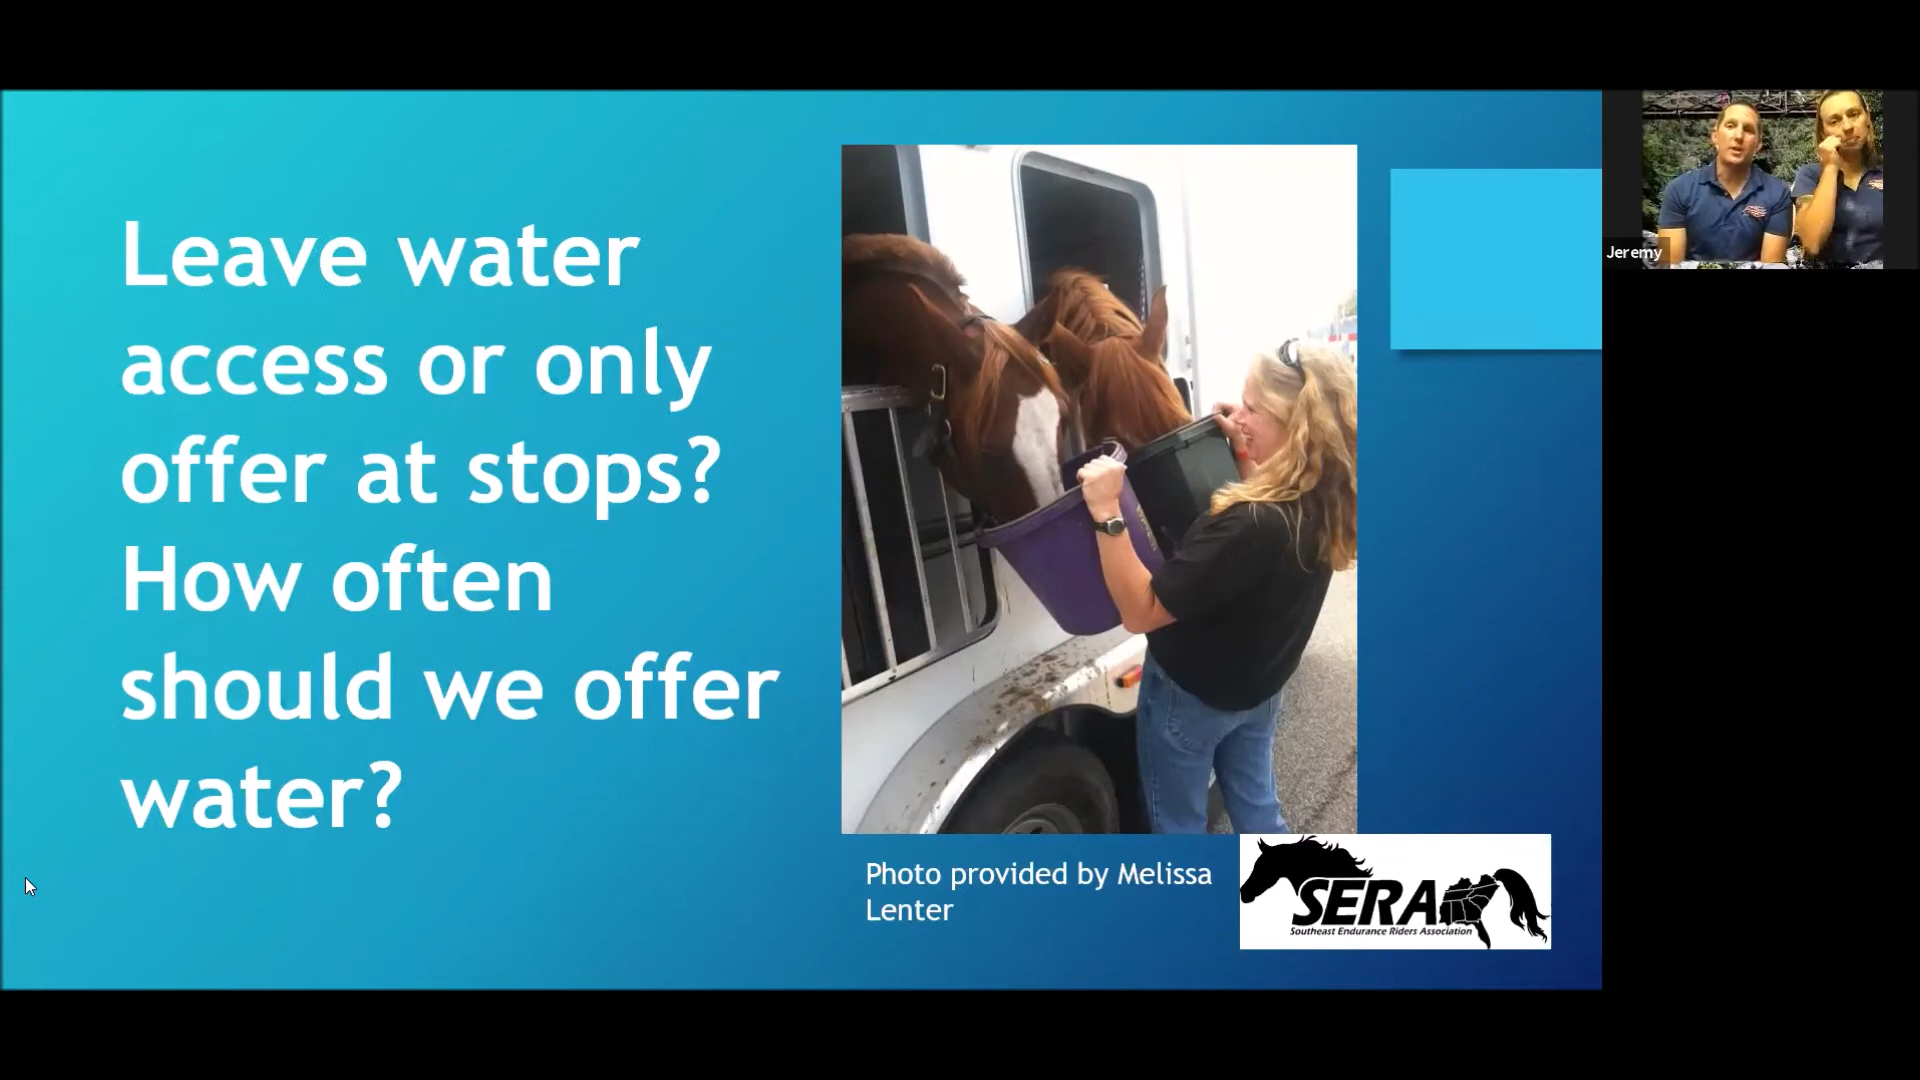 Leave water
access or only
offer at stops?
How often
should we offer
water?
Photo provided by Melissa
Lenter
SERA
Southeast Endurance Riders Association
Jeremy